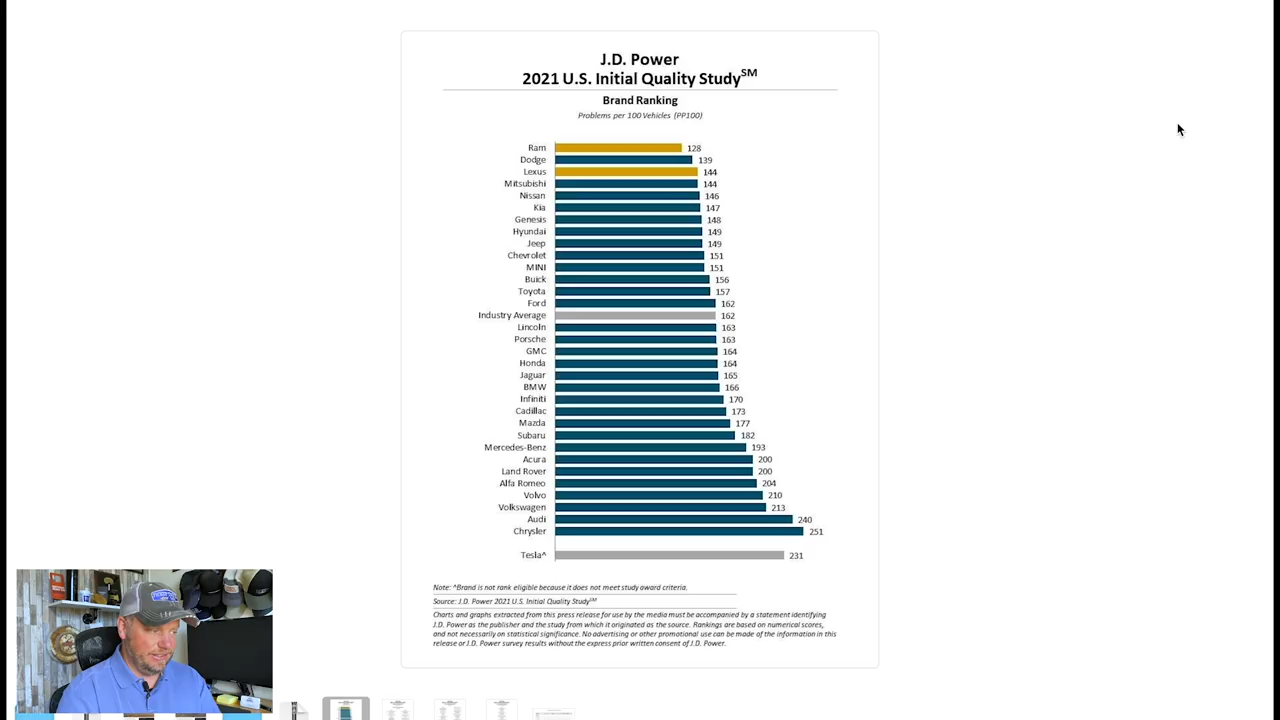 J.D. Power
2021 U.S. Initial Quality StudySM
Brand Ranking
Problems per 100 Vehicles (PP100)
Ram 128
Dodge 139
Lexus 144
Mitsubishi 144
Nissan 146
Kia 147
Genesis 148
Hyundai 149
Jeep 149
Chevrolet 151
MINI 151
Buick 156
Toyota 157
Ford 162
Industry Average 162
Lincoln 163
Porsche 163
GMC 164
Honda 164
Jaguar 165
BMW 166
Infiniti 170
Cadillac 173
Mazda 177
Subaru 182
Mercedes-Benz 193
Acura 200
Land Rover 200
Alfa Romeo 204
Volvo 210
Volkswagen 213
Audi 240
Chrysler 251
Tesla^ 231
Note: ^Brand is not rank eligible because it does not meet study award criteria.
Source: J.D. Power 2021 U.S. Initial Quality StudySM
Charts and graphs extracted from this press release for use by the media must be accompanied by a statement identifying
J.D. Power as the publisher and the study from which it originated as the source. Rankings are based on numerical scores,
and not necessarily on statistical significance. No advertising or other promotional use can be made of the information in this
release or J.D. Power survey results without the express prior written consent of J.D. Power.